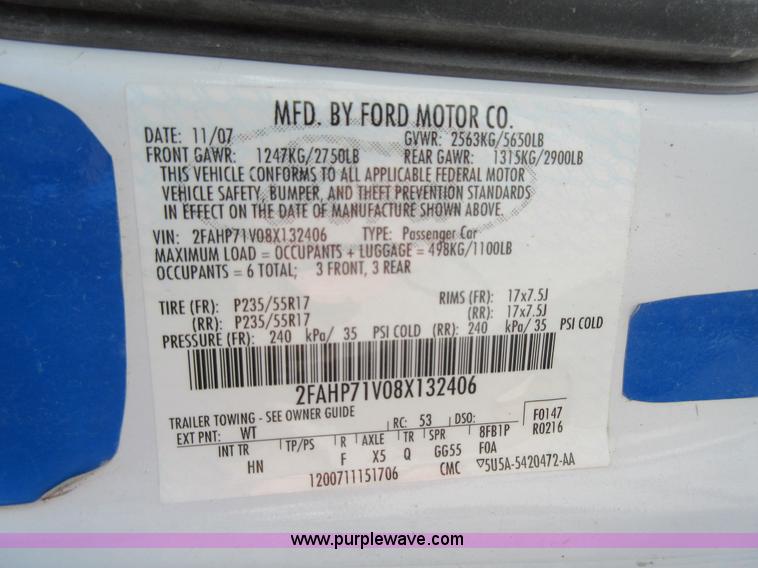 MFD. BY FORD MOTOR CO.
DATE: 11/07 GVWR: 2563KG/5650LB
FRONT GAWR: 1247KG/2750LB REAR GAWR: 1315KG/2900LB
THIS VEHICLE CONFORMS TO ALL APPLICABLE FEDERAL MOTOR
VEHICLE SAFETY, BUMPER, AND THEFT PREVENTION STANDARDS
IN EFFECT ON THE DATE OF MANUFACTURE SHOWN ABOVE.
VIN: 2FAHP71V08X132406 TYPE: Passenger Car
MAXIMUM LOAD = OCCUPANTS + LUGGAGE = 498KG/1100LB
OCCUPANTS = 6 TOTAL; 3 FRONT, 3 REAR
TIRE (FR): P235/55R17 RIMS (FR): 17x7.5J
(RR): P235/55R17 (RR): 17x7.5J
PRESSURE (FR): 240 kPa/ 35 PSI COLD (RR): 240 kPa/ 35 PSI COLD
2FAHP71V08X132406
TRAILER TOWING - SEE OWNER GUIDE
EXT PNT: WT RC: 53 DSO: F0147
R0216
INT TR TP/PS R AXLE TR SPR 8FB1P
HN F X5 Q GG55 F0A
1200711151706 CMC ▽5U5A-5420472-AA
www.purplewave.com